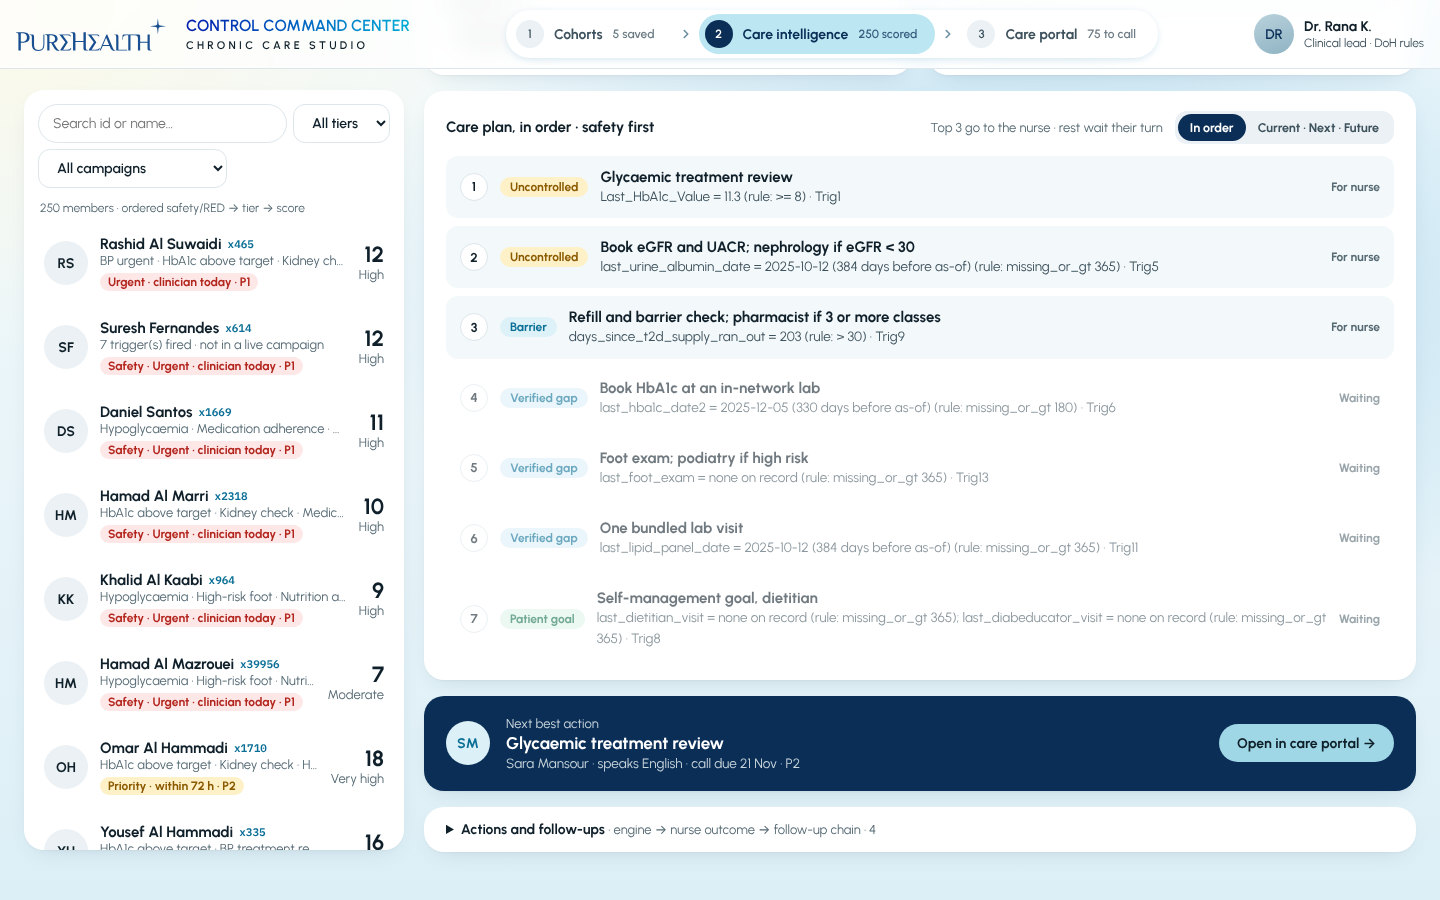 PUREHEALTH
CONTROL COMMAND CENTER
CHRONIC CARE STUDIO
1 Cohorts 5 saved
2 Care intelligence 250 scored
3 Care portal 75 to call
DR
Dr. Rana K.
Clinical lead · DoH rules
Search id or name...
All tiers
All campaigns
250 members · ordered safety/RED → tier → score
RS
Rashid Al Suwaidi x465
BP urgent · HbA1c above target · Kidney ch...
Urgent · clinician today · P1
12
High
SF
Suresh Fernandes x614
7 trigger(s) fired · not in a live campaign
Safety · Urgent · clinician today · P1
12
High
DS
Daniel Santos x1669
Hypoglycaemia · Medication adherence · ...
Safety · Urgent · clinician today · P1
11
High
HM
Hamad Al Marri x2318
HbA1c above target · Kidney check · Medic...
Safety · Urgent · clinician today · P1
10
High
KK
Khalid Al Kaabi x964
Hypoglycaemia · High-risk foot · Nutrition a...
Safety · Urgent · clinician today · P1
9
High
HM
Hamad Al Mazrouei x39956
Hypoglycaemia · High-risk foot · Nutri...
Safety · Urgent · clinician today · P1
7
Moderate
OH
Omar Al Hammadi x1710
HbA1c above target · Kidney check · H...
Priority · within 72 h · P2
18
Very high
Yousef Al Hammadi x335
HbA1c above target · BP treatment re...
16
Care plan, in order · safety first
Top 3 go to the nurse · rest wait their turn
In order
Current · Next · Future
1 Uncontrolled
Glycaemic treatment review
Last_HbA1c_Value = 11.3 (rule: >= 8) · Trig1
For nurse
2 Uncontrolled
Book eGFR and UACR; nephrology if eGFR < 30
last_urine_albumin_date = 2025-10-12 (384 days before as-of) (rule: missing_or_gt 365) · Trig5
For nurse
3 Barrier
Refill and barrier check; pharmacist if 3 or more classes
days_since_t2d_supply_ran_out = 203 (rule: > 30) · Trig9
For nurse
4 Verified gap
Book HbA1c at an in-network lab
last_hba1c_date2 = 2025-12-05 (330 days before as-of) (rule: missing_or_gt 180) · Trig6
Waiting
5 Verified gap
Foot exam; podiatry if high risk
last_foot_exam = none on record (rule: missing_or_gt 365) · Trig13
Waiting
6 Verified gap
One bundled lab visit
last_lipid_panel_date = 2025-10-12 (384 days before as-of) (rule: missing_or_gt 365) · Trig11
Waiting
7 Patient goal
Self-management goal, dietitian
last_dietitian_visit = none on record (rule: missing_or_gt 365); last_diabeducator_visit = none on record (rule: missing_or_gt
365) · Trig8
Waiting
SM
Next best action
Glycaemic treatment review
Sara Mansour · speaks English · call due 21 Nov · P2
Open in care portal →
Actions and follow-ups · engine → nurse outcome → follow-up chain · 4